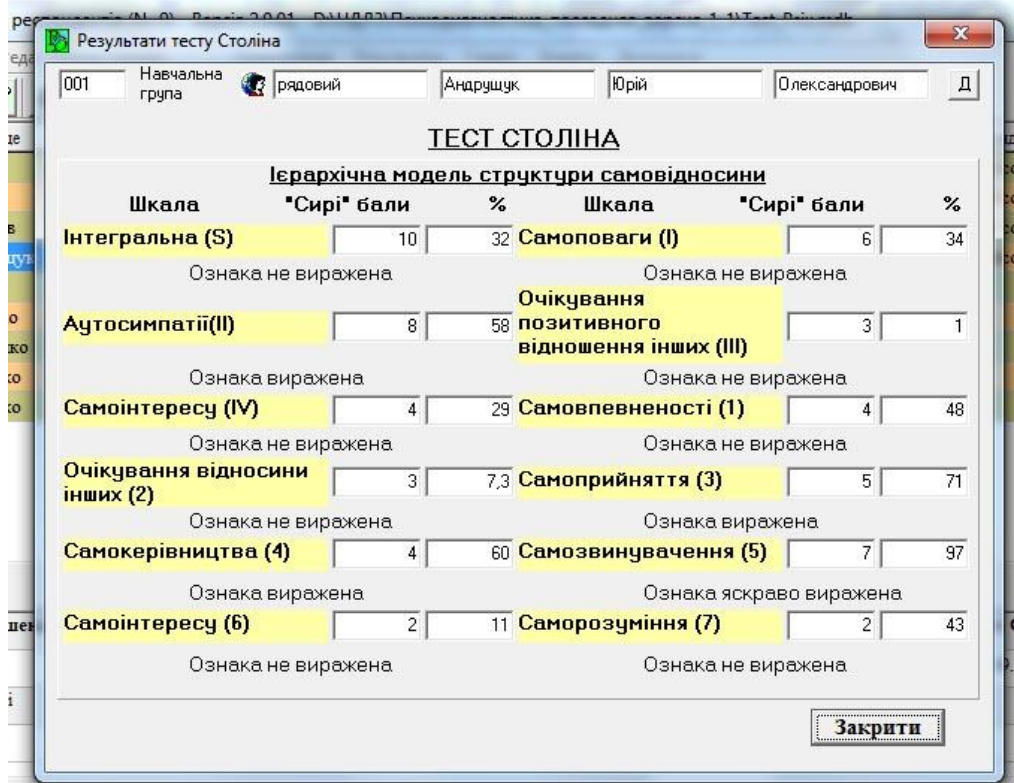 Результати тесту Століна
001 Навчальна група рядовий Андрущук Юрій Олександрович Д
ТЕСТ СТОЛІНА
Ієрархічна модель структури самовідносини
Шкала "Сирі" бали % Шкала "Сирі" бали %
Інтегральна (S) 10 32 Самоповаги (I) 6 34
Ознака не виражена Ознака не виражена
Аутосимпатії(II) 8 58 Очікування позитивного відношення інших (III) 3 1
Ознака виражена Ознака не виражена
Самоінтересу (IV) 4 29 Самовпевненості (1) 4 48
Ознака не виражена Ознака не виражена
Очікування відносини інших (2) 3 7,3 Самоприйняття (3) 5 71
Ознака не виражена Ознака виражена
Самокерівництва (4) 4 60 Самозвинувачення (5) 7 97
Ознака виражена Ознака яскраво виражена
Самоінтересу (6) 2 11 Саморозуміння (7) 2 43
Ознака не виражена Ознака не виражена
Закрити